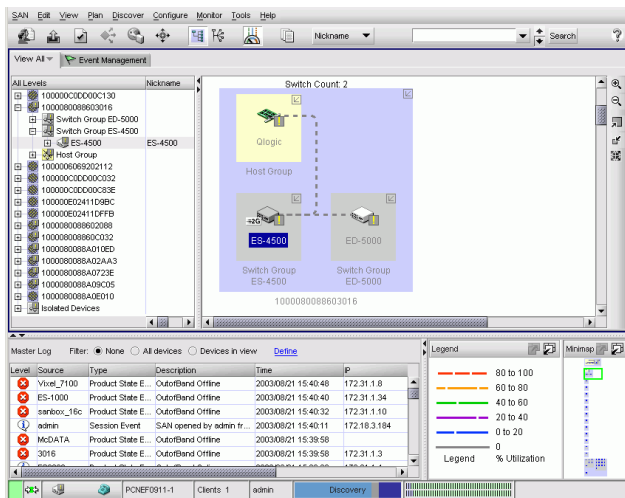 SAN Edit View Plan Discover Configure Monitor Tools Help
Nickname Search
View All Event Management
All Levels Nickname
100000C0DD00C130
1000080088603016
Switch Group ED-5000
Switch Group ES-4500
ES-4500 ES-4500
Host Group
1000006069202112
100000C0DD00C032
100000C0DD00C83E
100000E02411D9BC
100000E02411DFFB
1000080088602088
100008008860C032
1000080088A010ED
1000080088A02AA3
1000080088A0723E
1000080088A09C05
1000080088A0E010
Isolated Devices
Switch Count: 2
Qlogic
Host Group
2G
ES-4500 ED-5000
Switch Group Switch Group
ES-4500 ED-5000
1000080088603016
Master Log Filter: None All devices Devices in view Define
Level Source Type Description Time IP
Vixel_7100 Product State E... OutofBand Offline 2003/08/21 15:40:48 172.31.1.8
ES-1000 Product State E... OutofBand Offline 2003/08/21 15:40:40 172.31.1.34
sanbox_16c Product State E... OutofBand Offline 2003/08/21 15:40:32 172.31.1.10
admin Session Event SAN opened by admin fr... 2003/08/21 15:40:11 172.18.3.184
McDATA Product State E... OutofBand Offline 2003/08/21 15:39:58
3016 Product State E... OutofBand Offline 2003/08/21 15:39:58 172.31.1.3
Legend
80 to 100
60 to 80
40 to 60
20 to 40
0 to 20
0
Legend % Utilization
Minimap
PCNEF0911-1 Clients 1 admin Discovery